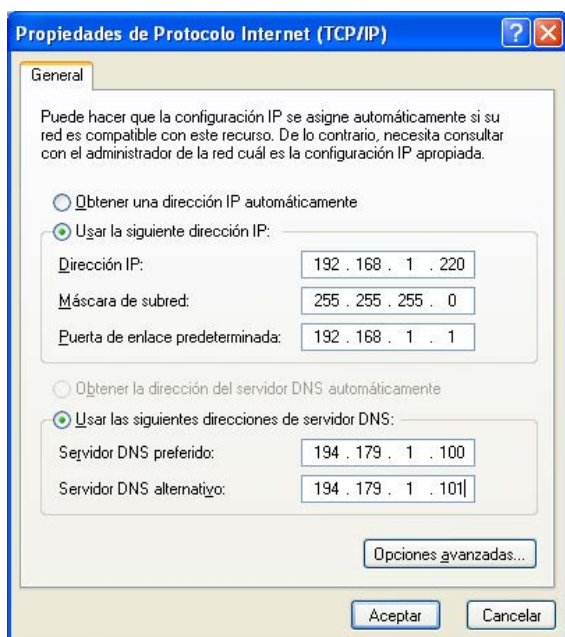 Propiedades de Protocolo Internet (TCP/IP)
General
Puede hacer que la configuración IP se asigne automáticamente si su
red es compatible con este recurso. De lo contrario, necesita consultar
con el administrador de la red cuál es la configuración IP apropiada.
Obtener una dirección IP automáticamente
Usar la siguiente dirección IP:
Dirección IP: 192 . 168 . 1 . 220
Máscara de subred: 255 . 255 . 255 . 0
Puerta de enlace predeterminada: 192 . 168 . 1 . 1
Obtener la dirección del servidor DNS automáticamente
Usar las siguientes direcciones de servidor DNS:
Servidor DNS preferido: 194 . 179 . 1 . 100
Servidor DNS alternativo: 194 . 179 . 1 . 101
Opciones avanzadas...
Aceptar Cancelar